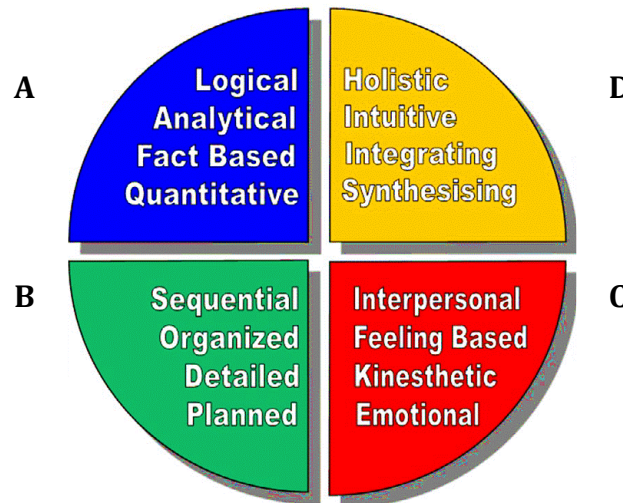 A
Logical
Analytical
Fact Based
Quantitative
Holistic
Intuitive
Integrating
Synthesising
D
B
Sequential
Organized
Detailed
Planned
Interpersonal
Feeling Based
Kinesthetic
Emotional